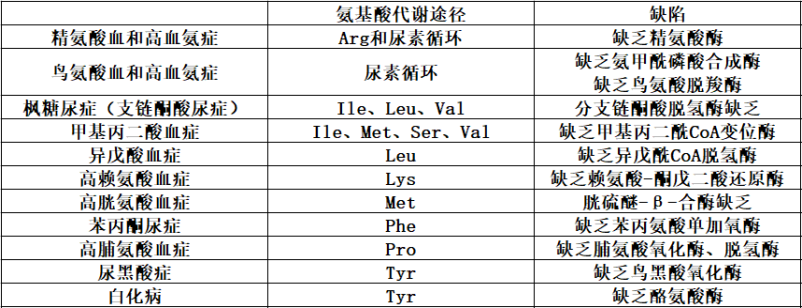 氨基酸代谢途径 缺陷
精氨酸血和高血氨症 Arg和尿素循环 缺乏精氨酸酶
鸟氨酸血和高血氨症 尿素循环 缺乏氨甲酰磷酸合成酶
缺乏鸟氨酸脱羧酶
枫糖尿症（支链酮酸尿症） Ile、Leu、Val 分支链酮酸脱氢酶缺乏
甲基丙二酸血症 Ile、Met、Ser、Val 缺乏甲基丙二酰CoA变位酶
异戊酸血症 Leu 缺乏异戊酰CoA脱氢酶
高赖氨酸血症 Lys 缺乏赖氨酸-酮戊二酸还原酶
高胱氨酸血症 Met 胱硫醚-β-合酶缺乏
苯丙酮尿症 Phe 缺乏苯丙氨酸单加氧酶
高脯氨酸血症 Pro 缺乏脯氨酸氧化酶、脱氢酶
尿黑酸症 Tyr 缺乏鸟黑酸氧化酶
白化病 Tyr 缺乏酪氨酸酶